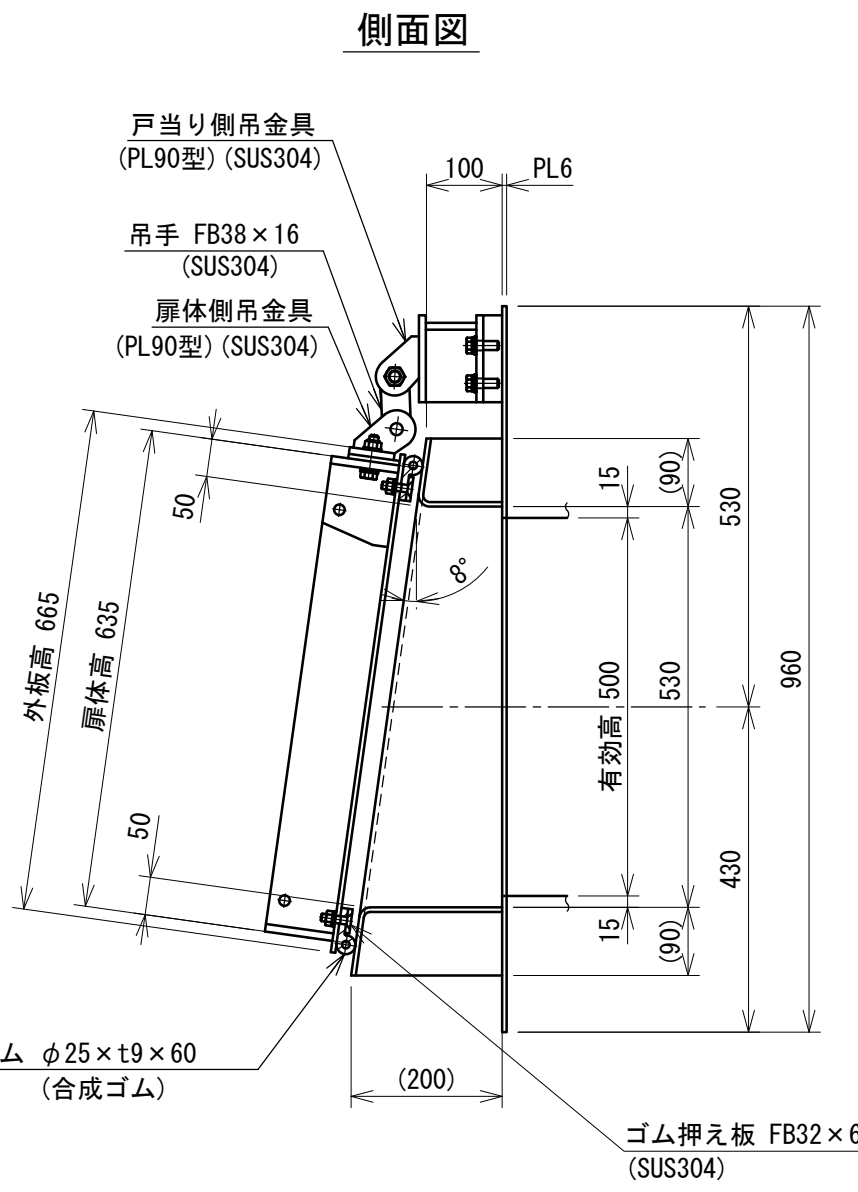 側面図
戸当り側吊金具
(PL90型)(SUS304)
100
PL6
吊手 FB38×16
(SUS304)
扉体側吊金具
(PL90型)(SUS304)
50
15
(90)
530
8°
外板高 665
扉体高 635
有効高 500
530
960
50
430
15
(90)
ム φ25×t9×60
(合成ゴム)
(200)
ゴム押え板 FB32×6
(SUS304)